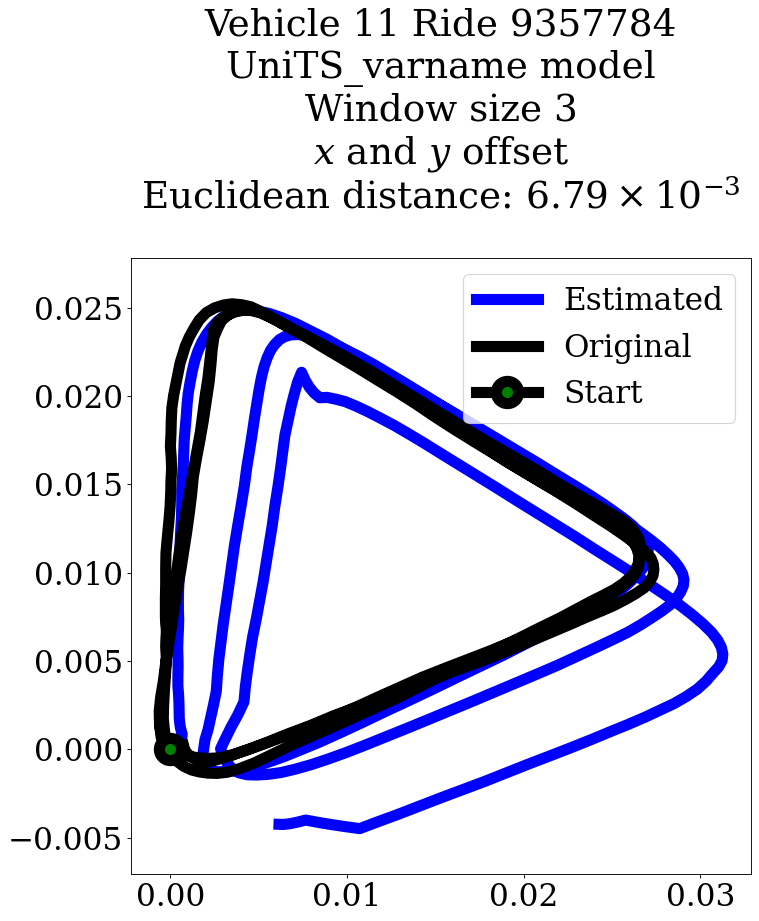 Vehicle 11 Ride 9357784
UniTS_varname model
Window size 3
x and y offset
Euclidean distance: 6.79 × 10⁻³
Estimated
Original
Start
0.025
0.020
0.015
0.010
0.005
0.000
−0.005
0.00 0.01 0.02 0.03